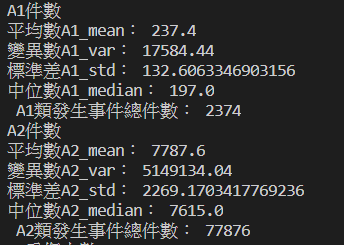 A1件數
平均數A1_mean： 237.4
變異數A1_var： 17584.44
標準差A1_std： 132.6063346903156
中位數A1_median： 197.0
A1類發生事件總件數： 2374
A2件數
平均數A2_mean： 7787.6
變異數A2_var： 5149134.04
標準差A2_std： 2269.1703417769236
中位數A2_median： 7615.0
A2類發生事件總件數： 77876